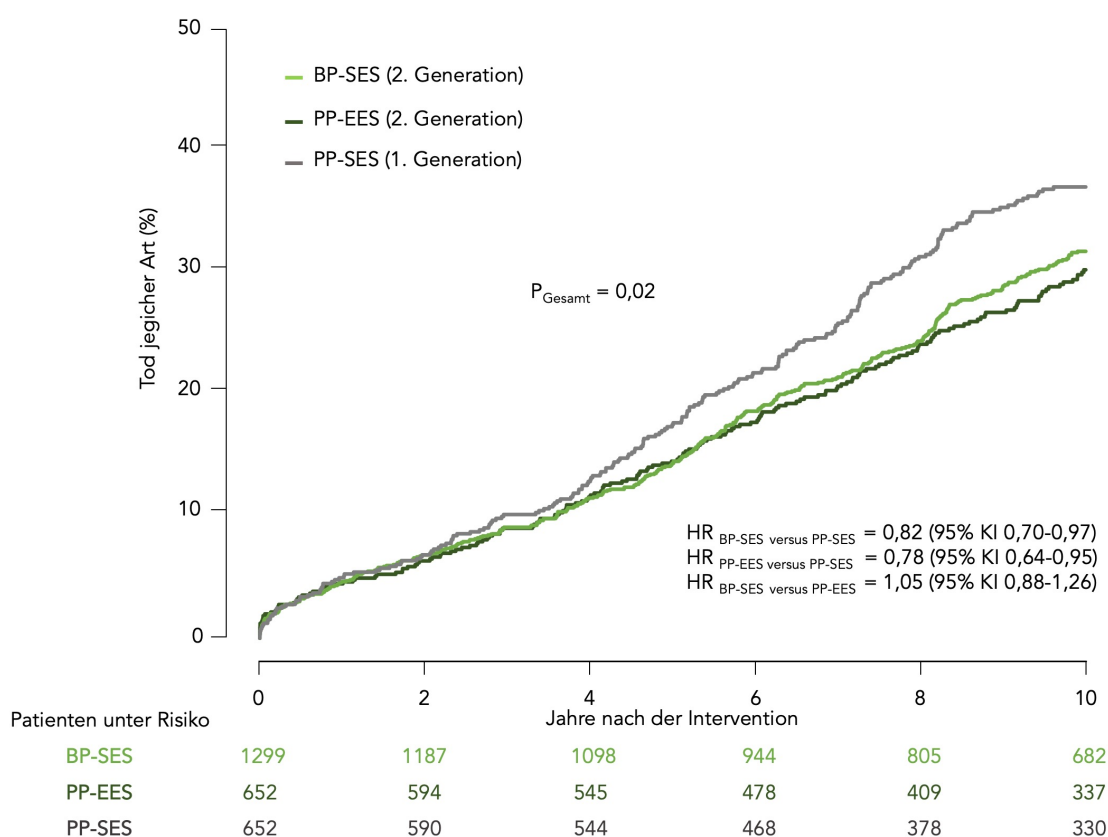 50
BP-SES (2. Generation)
PP-EES (2. Generation)
40
PP-SES (1. Generation)
Tod jegicher Art (%)
30
P Gesamt = 0,02
20
10
HR BP-SES versus PP-SES = 0,82 (95% KI 0,70-0,97)
HR PP-EES versus PP-SES = 0,78 (95% KI 0,64-0,95)
HR BP-SES versus PP-EES = 1,05 (95% KI 0,88-1,26)
0
0 2 4 6 8 10
Patienten unter Risiko Jahre nach der Intervention
BP-SES 1299 1187 1098 944 805 682
PP-EES 652 594 545 478 409 337
PP-SES 652 590 544 468 378 330